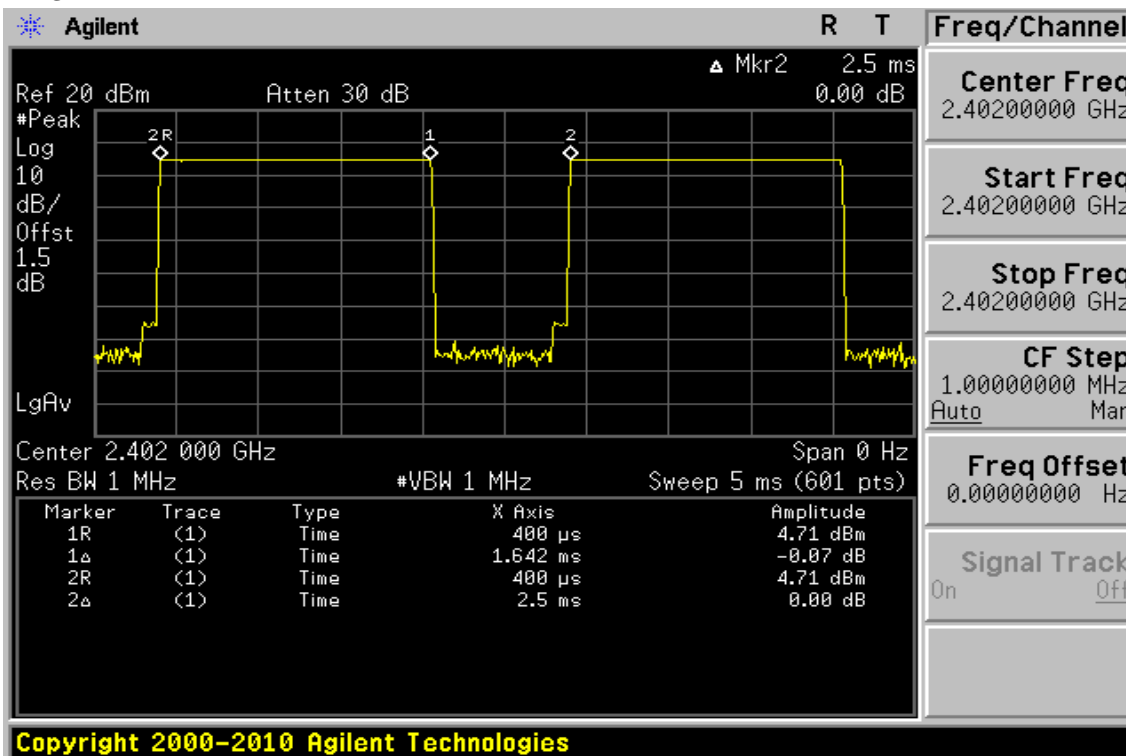 Agilent R T
Freq/Channel
Δ Mkr2 2.5 ms
Ref 20 dBm Atten 30 dB 0.00 dB
#Peak
Log
10
dB/
Offst
1.5
dB
2R
1
2
LgAv
Center 2.402 000 GHz Span 0 Hz
Res BW 1 MHz #VBW 1 MHz Sweep 5 ms (601 pts)
Marker Trace Type X Axis Amplitude
1R (1) Time 400 µs 4.71 dBm
1Δ (1) Time 1.642 ms -0.07 dB
2R (1) Time 400 µs 4.71 dBm
2Δ (1) Time 2.5 ms 0.00 dB
Center Freq
2.40200000 GHz
Start Freq
2.40200000 GHz
Stop Freq
2.40200000 GHz
CF Step
1.00000000 MHz
Auto Man
Freq Offset
0.00000000 Hz
Signal Track
On Off
Copyright 2000-2010 Agilent Technologies